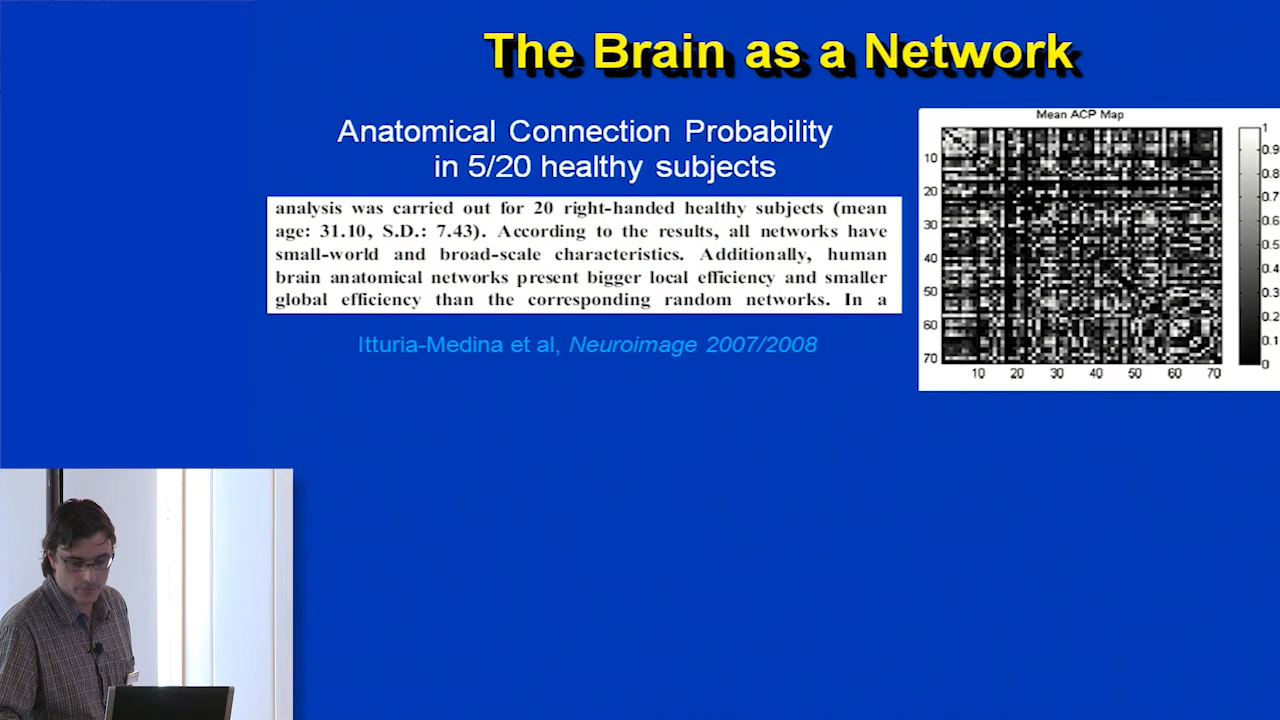 The Brain as a Network
Anatomical Connection Probability
in 5/20 healthy subjects
analysis was carried out for 20 right-handed healthy subjects (mean
age: 31.10, S.D.: 7.43). According to the results, all networks have
small-world and broad-scale characteristics. Additionally, human
brain anatomical networks present bigger local efficiency and smaller
global efficiency than the corresponding random networks. In a
Itturia-Medina et al, Neuroimage 2007/2008
Mean ACP Map
10
20
30
40
50
60
70
10 20 30 40 50 60 70
1
0.9
0.8
0.7
0.6
0.5
0.4
0.3
0.2
0.1
0